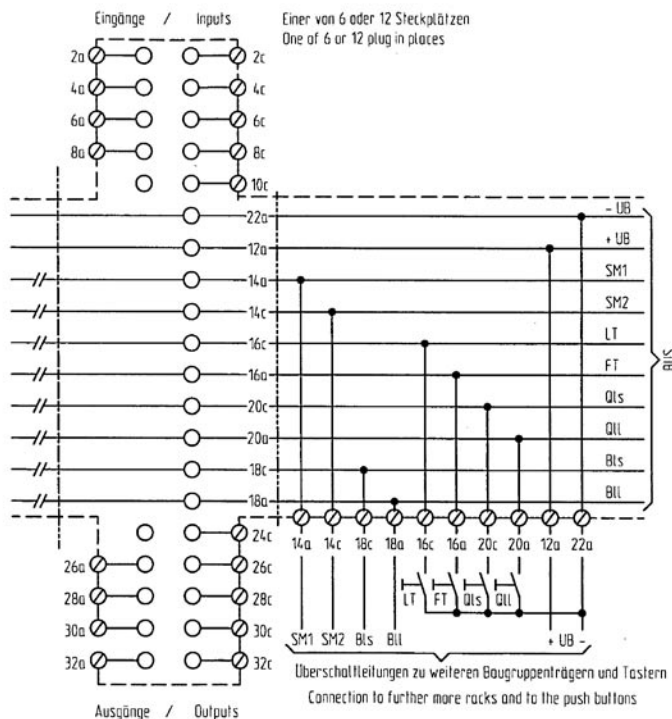 Eingänge / Inputs
Einer von 6 oder 12 Steckplätzen
One of 6 or 12 plug in places
2a 2c
4a 4c
6a 6c
8a 8c
10c
22a - UB
12a + UB
14a SM1
14c SM2
16c LT
16a FT
20c Qls
20a Qll
18c Bls
18a Bll
BUS
24c
14a 14c 18c 18a 16c 16a 20c 20a 12a 22a
26a 26c
28a 28c
LT FT Qls Qll
30a 30c
SM1 SM2 Bls Bll + UB -
32a 32c
Überschaltleitungen zu weiteren Baugruppenträgern und Tastern
Connection to further more racks and to the push buttons
Ausgänge / Outputs